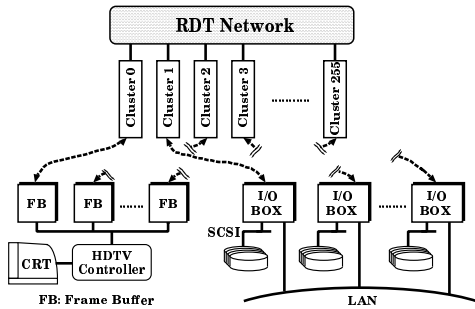 RDT Network
Cluster 0
Cluster 1
Cluster 2
Cluster 3
Cluster 255
FB
FB
FB
I/O
BOX
I/O
BOX
I/O
BOX
SCSI
CRT
HDTV
Controller
FB: Frame Buffer
LAN